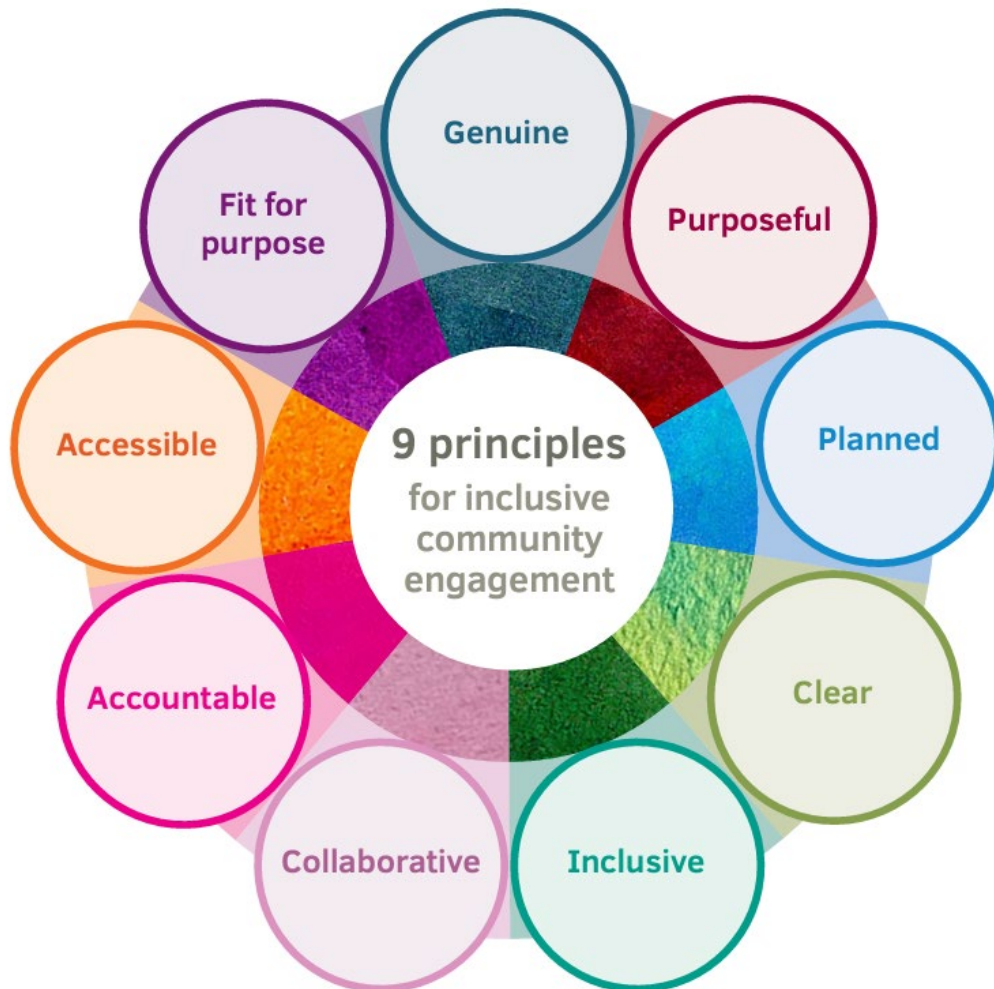 9 principles
for inclusive
community
engagement
Genuine
Purposeful
Planned
Clear
Inclusive
Collaborative
Accountable
Accessible
Fit for
purpose